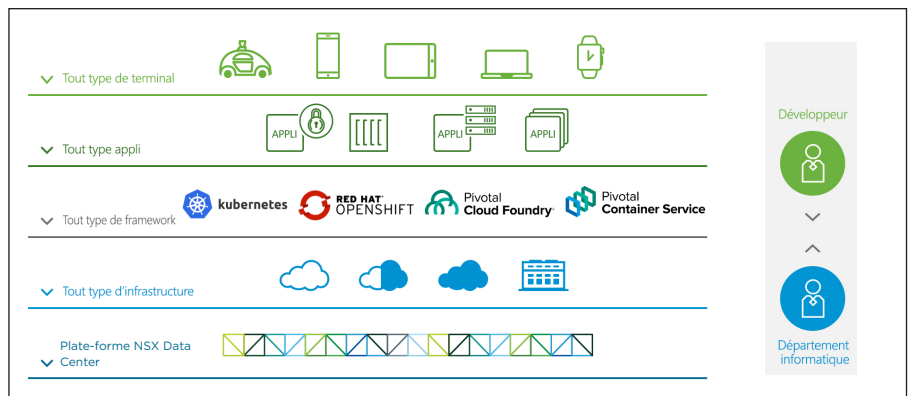 Tout type de terminal
Développeur
APPLI
APPLI
APPLI
Tout type appli
kubernetes
RED HAT®
OPENSHIFT
Pivotal
Cloud Foundry
Pivotal
Container Service
Tout type de framework
Tout type d'infrastructure
Plate-forme NSX Data
Center
Département
informatique